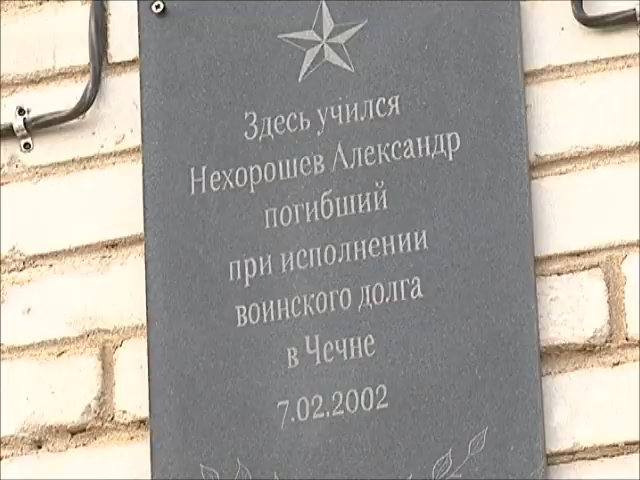 Здесь учился
Нехорошев Александр
погибший
при исполнении
воинского долга
в Чечне
7.02.2002